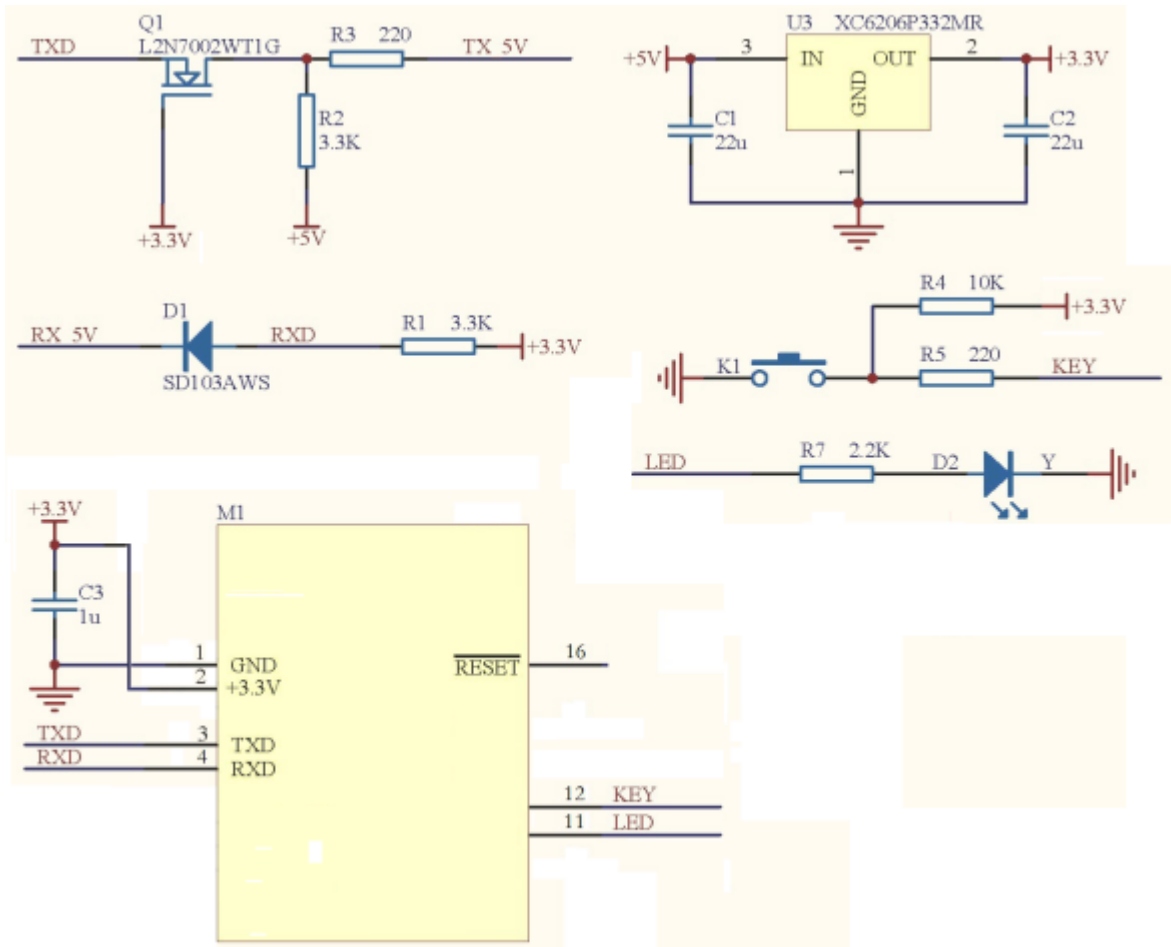 Q1
L2N7002WT1G
TXD
R3 220
TX 5V
R2
3.3K
+3.3V
+5V
U3 XC6206P332MR
+5V
3
IN
OUT
2
+3.3V
GND
1
C1
22u
C2
22u
D1
RX 5V
RXD
R1 3.3K
+3.3V
SD103AWS
R4 10K
+3.3V
K1
R5 220
KEY
LED
R7 2.2K
D2
Y
+3.3V
C3
1u
M1
1
GND
2
+3.3V
TXD
3
TXD
RXD
4
RXD
RESET
16
12
KEY
11
LED